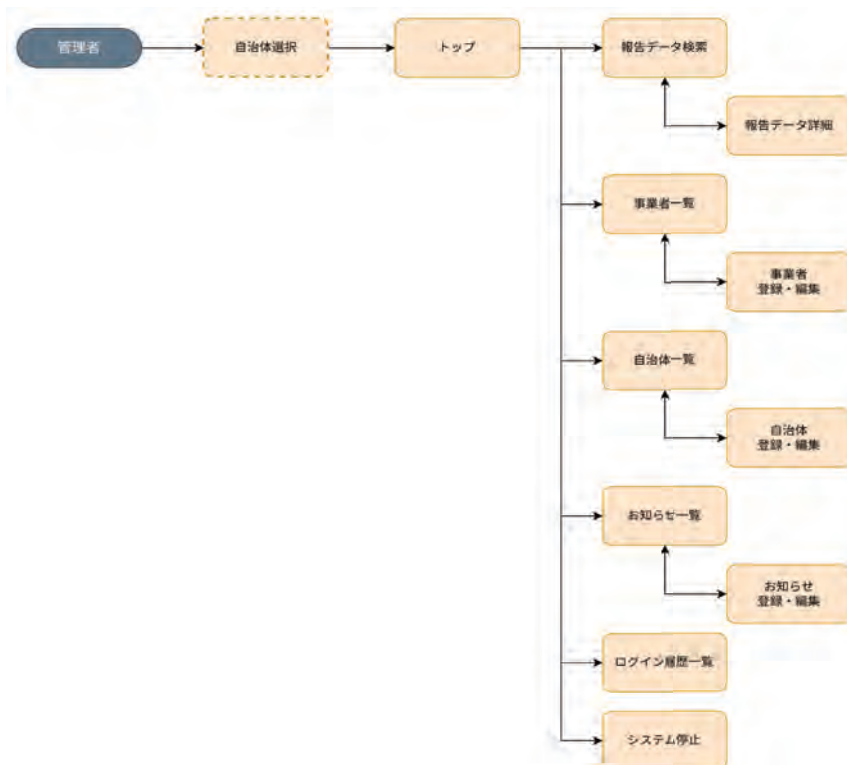 管理者
自治体選択
トップ
報告データ検索
報告データ詳細
事業者一覧
事業者
登録・編集
自治体一覧
自治体
登録・編集
お知らせ一覧
お知らせ
登録・編集
ログイン履歴一覧
システム停止